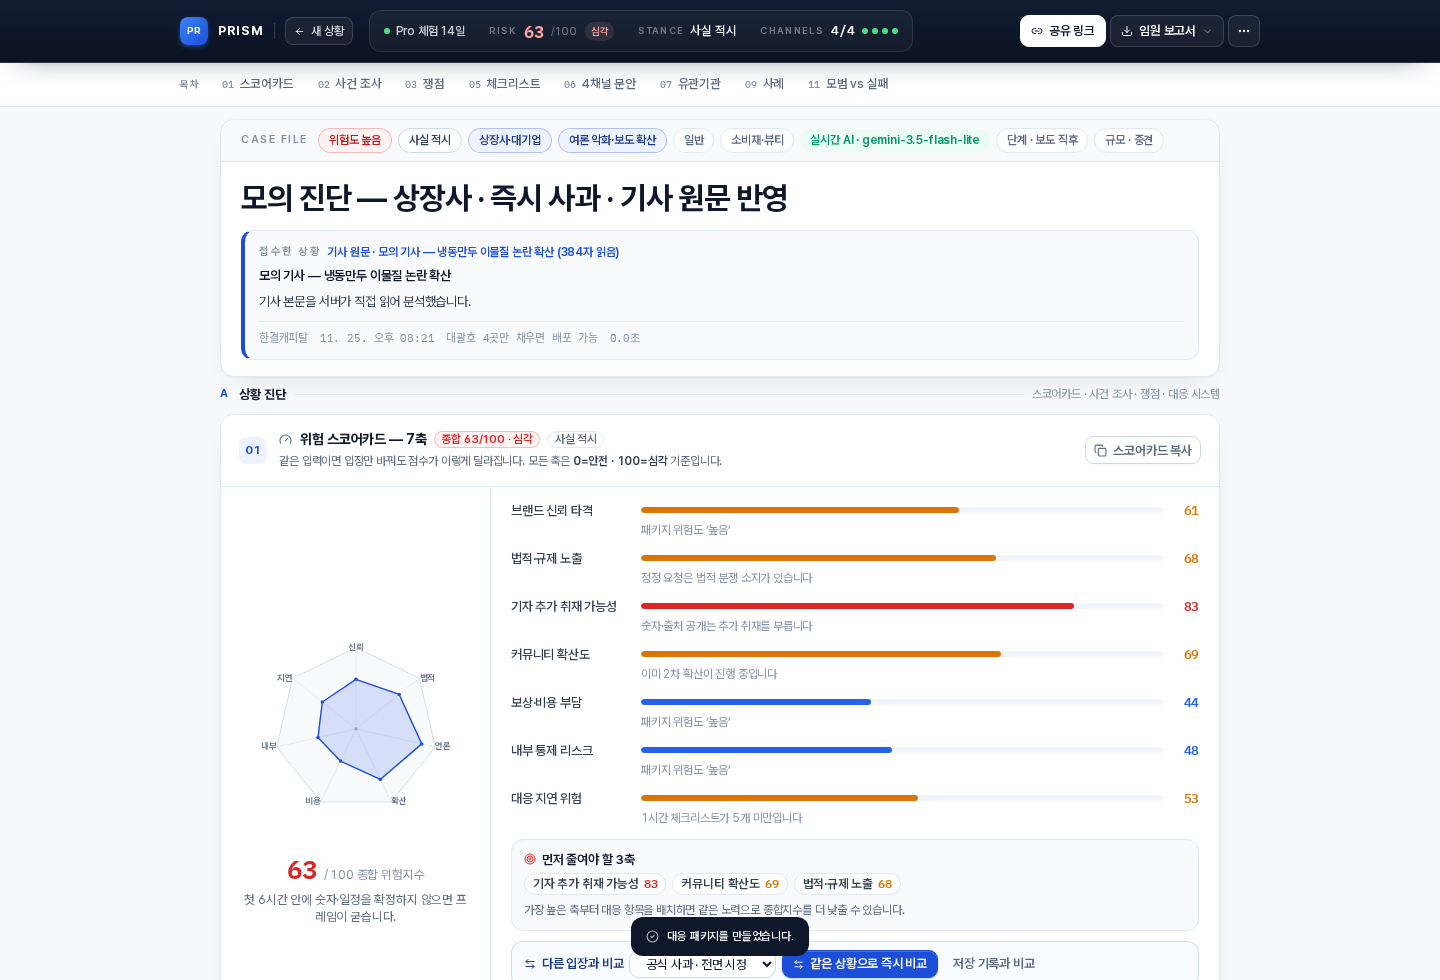 PR PRISM ← 새 상황 Pro 체험 14일 RISK 63 /100 심각 STANCE 사실 적시 CHANNELS 4/4 공유 링크 임원 보고서 ···
목차 01 스코어카드 02 사건 조사 03 쟁점 05 체크리스트 06 4채널 문안 07 유관기관 09 사례 11 모범 vs 실패
CASE FILE 위험도 높음 사실 적시 상장사·대기업 여론 악화·보도 확산 일반 소비재·뷰티 실시간 AI · gemini-3.5-flash-lite 단계 · 보도 직후 규모 · 중견
모의 진단 — 상장사 · 즉시 사과 · 기사 원문 반영
접수한 상황 기사 원문 · 모의 기사 — 냉동만두 이물질 논란 확산 (384자 읽음)
모의 기사 — 냉동만두 이물질 논란 확산
기사 본문을 서버가 직접 읽어 분석했습니다.
한결캐피탈 11. 25. 오후 08:21 대괄호 4곳만 채우면 배포 가능 0.0초
A 상황 진단 스코어카드 · 사건 조사 · 쟁점 · 대응 시스템
01 위험 스코어카드 — 7축 종합 63/100 · 심각 사실 적시
같은 입력이면 입장만 바꿔도 점수가 이렇게 달라집니다. 모든 축은 0=안전 · 100=심각 기준입니다.
스코어카드 복사
브랜드 신뢰 타격 61
패키지 위험도 ‘높음’
법적·규제 노출 68
정정 요청은 법적 분쟁 소지가 있습니다
기자 추가 취재 가능성 83
숫자·출처 공개는 추가 취재를 부릅니다
커뮤니티 확산도 69
이미 2차 확산이 진행 중입니다
보상·비용 부담 44
패키지 위험도 ‘높음’
내부 통제 리스크 48
패키지 위험도 ‘높음’
대응 지연 위험 53
1시간 체크리스트가 5개 미만입니다
신뢰
지연 법적
내부 언론
비용 확산
63 / 100 종합 위험지수
첫 6시간 안에 숫자·일정을 확정하지 않으면 프
레임이 굳습니다.
먼저 줄여야 할 3축
기자 추가 취재 가능성 83 커뮤니티 확산도 69 법적·규제 노출 68
가장 높은 축부터 대응 항목을 배치하면 같은 노력으로 종합지수를 더 낮출 수 있습니다.
대응 패키지를 만들었습니다.
다른 입장과 비교 공식 사과 · 전면 시정 같은 상황으로 즉시 비교 저장 기록과 비교